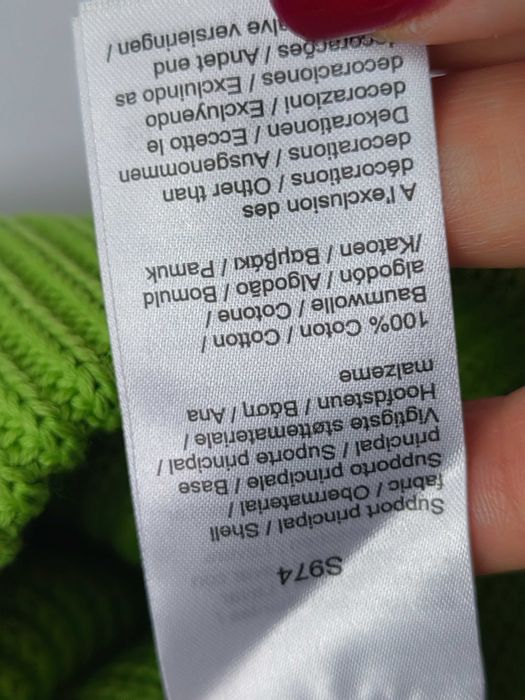 S974
Support principal / Shell
fabric / Obermaterial /
Supporto principale / Base
principal / Suporte principal /
Vigtigste støttemateriale /
Hoofdsteun / Βάση / Ana
malzeme
100% Coton / Cotton /
Baumwolle / Cotone /
algodón / Algodão / Bomuld
/Katoen / Βαμβάκι / Pamuk
A l'exclusion des
décorations / Other than
decorations / Ausgenommen
Dekorationen / Eccetto le
decorazioni / Excluyendo
decoraciones / Excluindo as
decorações / Andet end
versieringen /